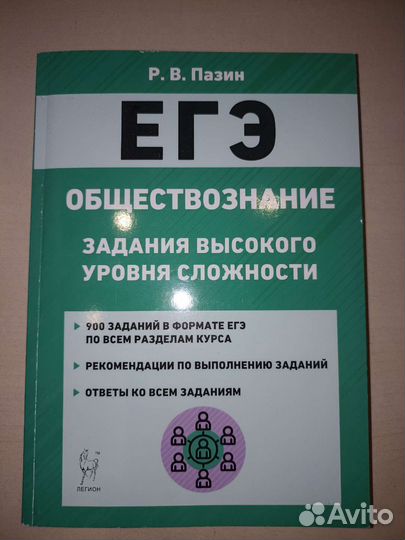 Р. В. Пазин
ЕГЭ
ОБЩЕСТВОЗНАНИЕ
ЗАДАНИЯ ВЫСОКОГО
УРОВНЯ СЛОЖНОСТИ
900 ЗАДАНИЙ В ФОРМАТЕ ЕГЭ
ПО ВСЕМ РАЗДЕЛАМ КУРСА
РЕКОМЕНДАЦИИ ПО ВЫПОЛНЕНИЮ ЗАДАНИЙ
ОТВЕТЫ КО ВСЕМ ЗАДАНИЯМ
ЛЕГИОН
Avito